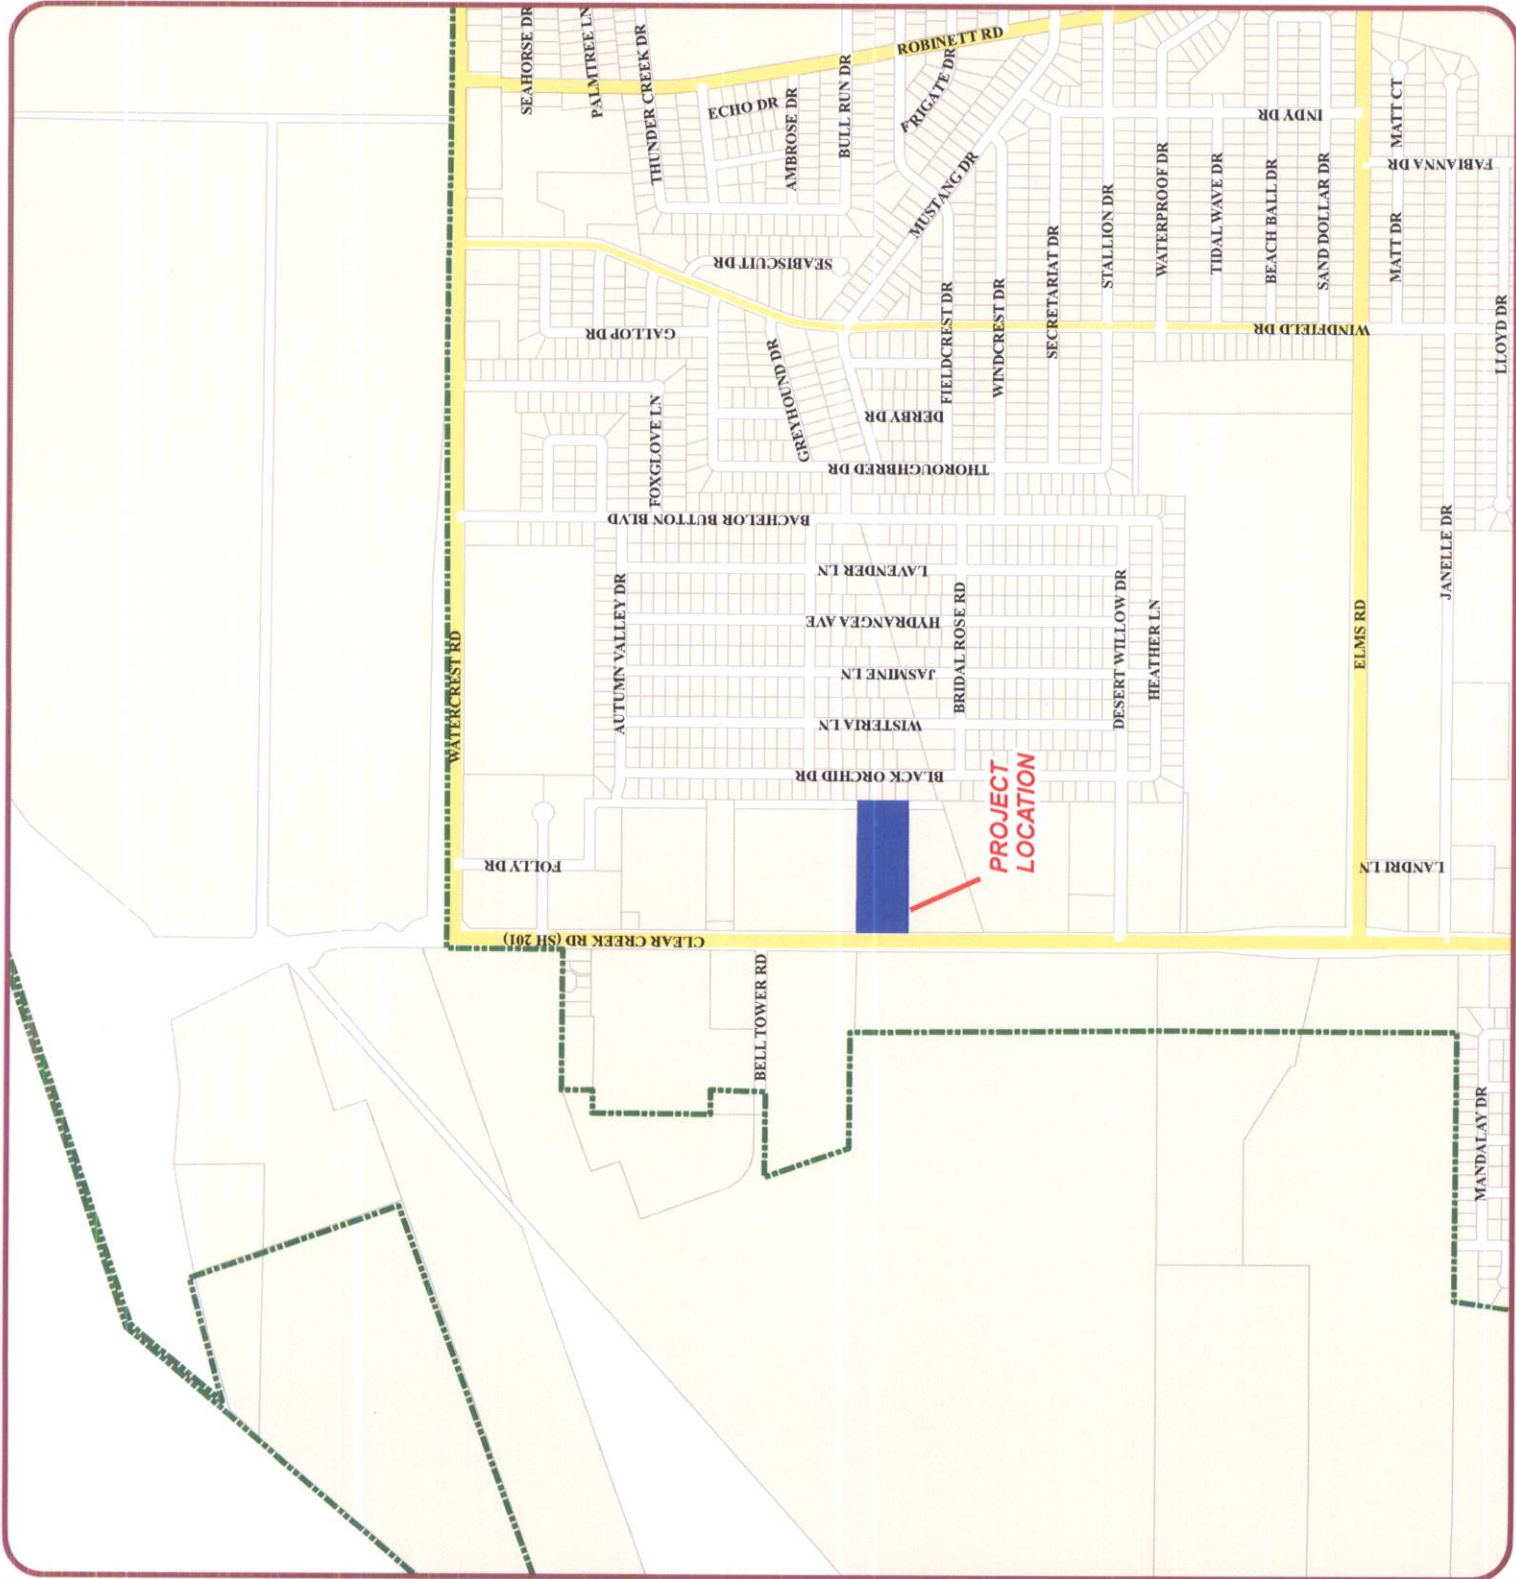 SEAHORSE DR
PALMTREE LN
THUNDER CREEK DR
ECHO DR
AMBROSE DR
BULL RUN DR
ROBINETT RD
FRIGATE DR
MUSTANG DR
INDY DR
MATT CT
FABIANNA DR
SEABISCUIT DR
STALLION DR
WATERPROOF DR
TIDAL WAVE DR
BEACH BALL DR
SAND DOLLAR DR
MATT DR
GALLOP DR
GREYHOUND DR
FIELDCREST DR
WINDCREST DR
SECRETARIAT DR
WINDFIELD DR
LLOYD DR
FOXGLOVE LN
DERBY DR
THOROUGHBRED DR
BACHELOR BUTTON BLVD
JANELLE DR
LAVENDER LN
AUTUMN VALLEY DR
HYDRANGEA AVE
BRIDAL ROSE RD
DESERT WILLOW DR
HEATHER LN
ELMS RD
WATERCREST RD
JASMINE LN
WISTERIA LN
BLACK ORCHID DR
PROJECT
LOCATION
FOLLY DR
LANDRI LN
CLEAR CREEK RD (SH 201)
BELL TOWER RD
MANDALAY DR